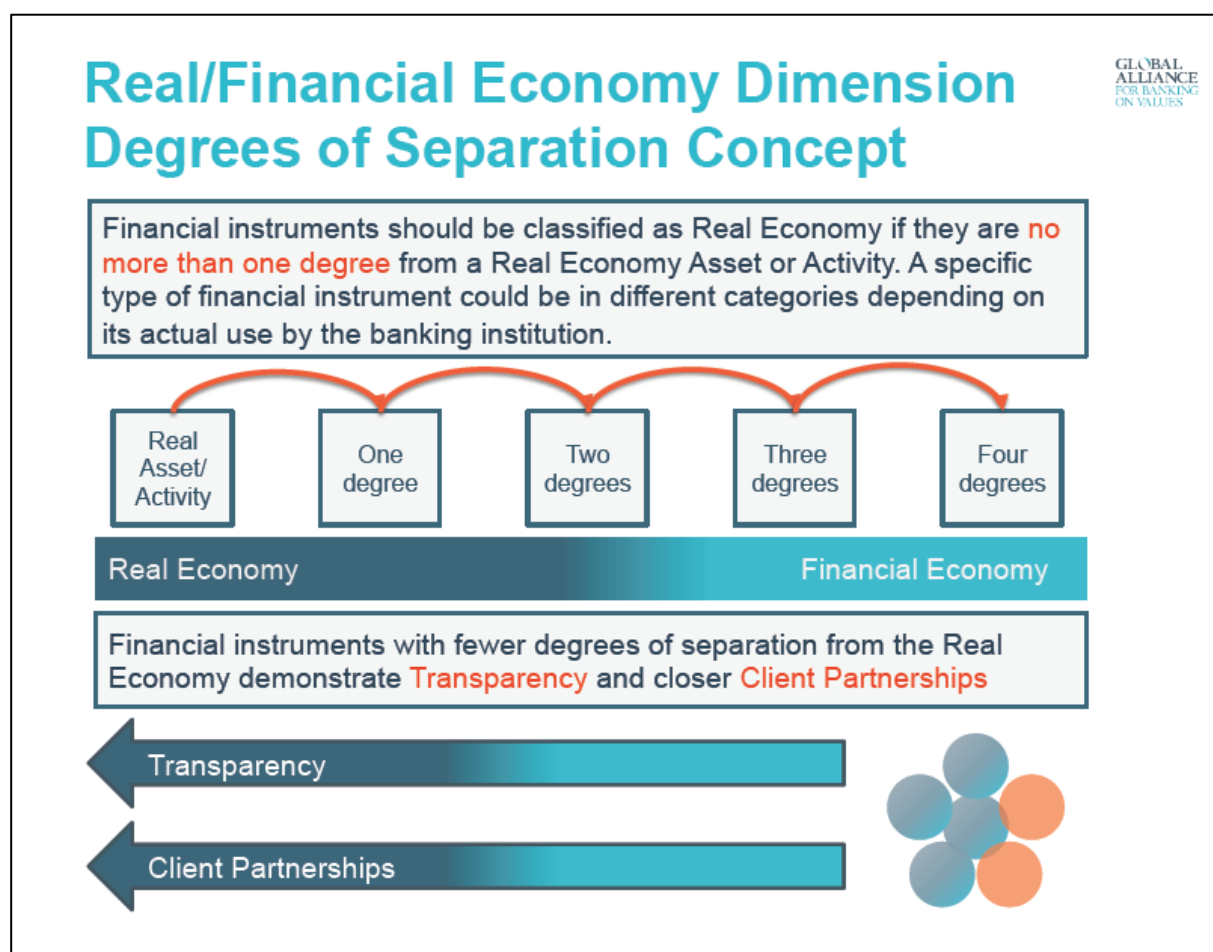 Real/Financial Economy Dimension
Degrees of Separation Concept
GLOBAL
ALLIANCE
FOR BANKING
ON VALUES
Financial instruments should be classified as Real Economy if they are no
more than one degree from a Real Economy Asset or Activity. A specific
type of financial instrument could be in different categories depending on
its actual use by the banking institution.
Real
Asset/
Activity
One
degree
Two
degrees
Three
degrees
Four
degrees
Real Economy
Financial Economy
Financial instruments with fewer degrees of separation from the Real
Economy demonstrate Transparency and closer Client Partnerships
Transparency
Client Partnerships